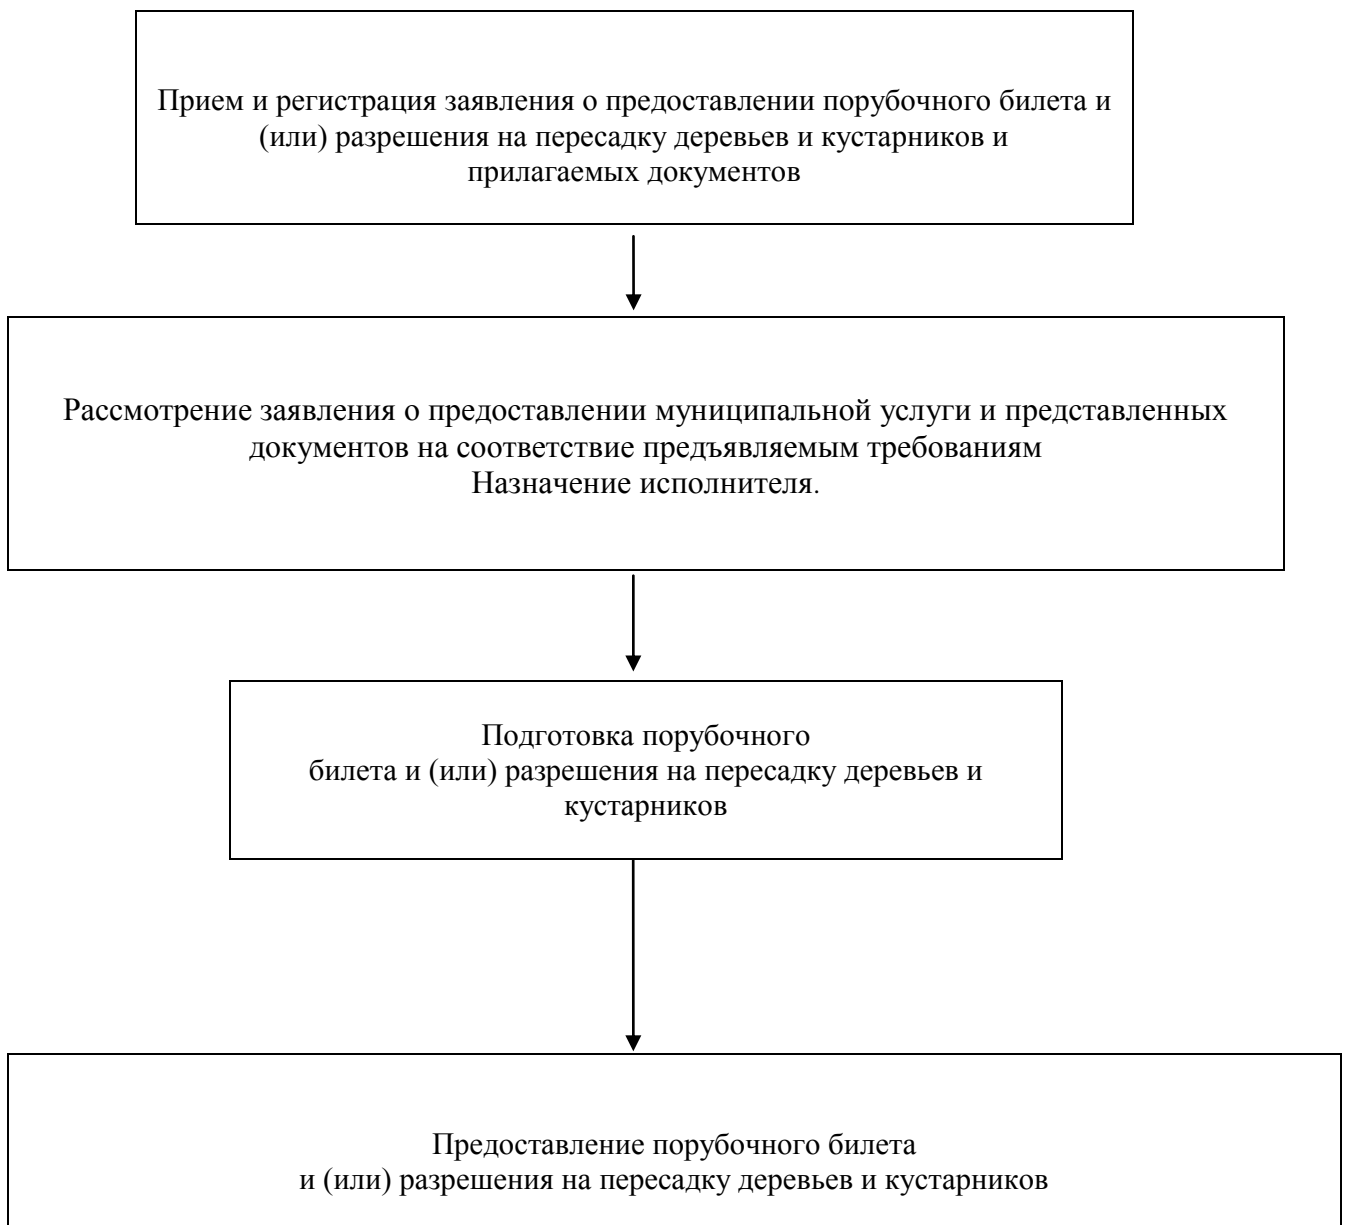 Прием и регистрация заявления о предоставлении порубочного билета и
(или) разрешения на пересадку деревьев и кустарников и
прилагаемых документов
Рассмотрение заявления о предоставлении муниципальной услуги и представленных
документов на соответствие предъявляемым требованиям
Назначение исполнителя.
Подготовка порубочного
билета и (или) разрешения на пересадку деревьев и
кустарников
Предоставление порубочного билета
и (или) разрешения на пересадку деревьев и кустарников